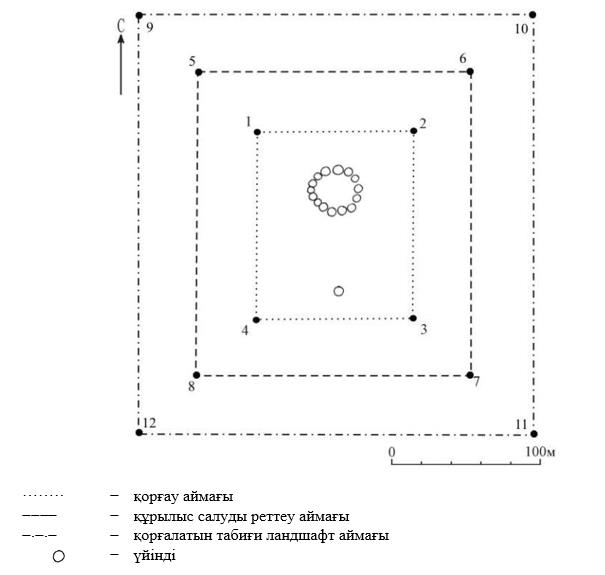 С
9 10
5 6
1 2
4 3
8 7
12 11
0 100м
········ – қорғау аймағы
–––– – құрылыс салуды реттеу аймағы
–·–·– – қорғалатын табиғи ландшафт аймағы
– үйінді